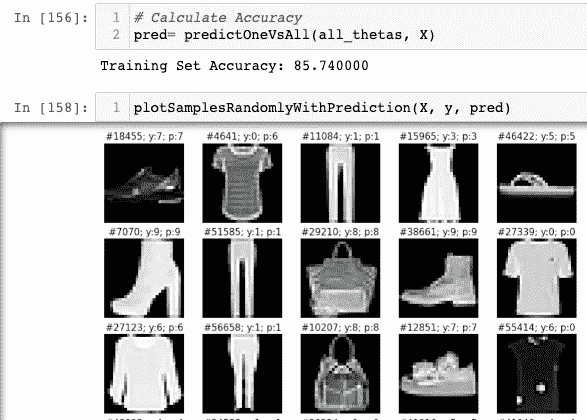 In [156]:
1 # Calculate Accuracy
2 pred= predictOneVsAll(all_thetas, X)
Training Set Accuracy: 85.740000
In [158]:
1 plotSamplesRandomlyWithPrediction(X, y, pred)
#18455; y:7; p:7 #4641; y:0; p:6 #11084; y:1; p:1 #15965; y:3; p:3 #46422; y:5; p:5
#7070; y:9; p:9 #51585; y:1; p:1 #29210; y:8; p:8 #38661; y:9; p:9 #27339; y:0; p:0
#27123; y:6; p:6 #56658; y:1; p:1 #10207; y:8; p:8 #12851; y:7; p:7 #55414; y:6; p:0